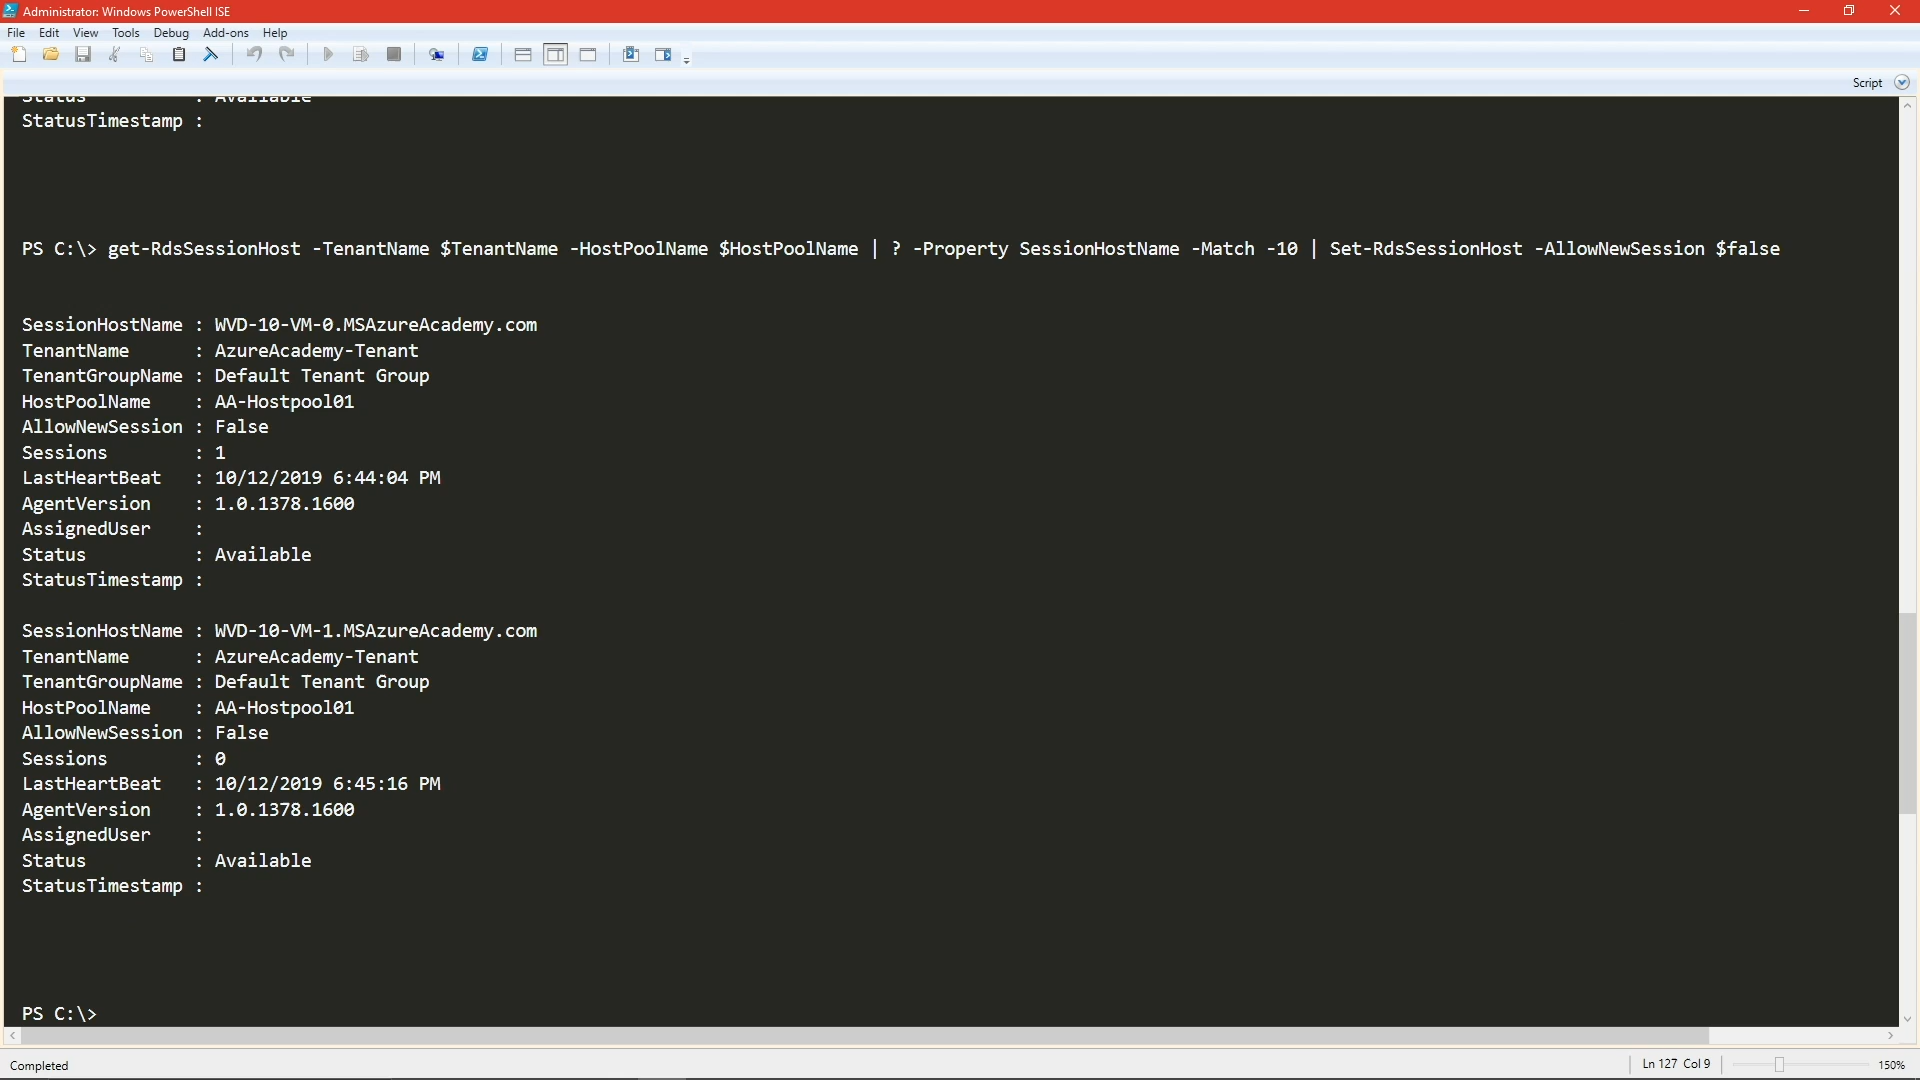 Administrator: Windows PowerShell ISE
File Edit View Tools Debug Add-ons Help
Script
Status : Available
StatusTimestamp :
PS C:\> get-RdsSessionHost -TenantName $TenantName -HostPoolName $HostPoolName | ? -Property SessionHostName -Match -10 | Set-RdsSessionHost -AllowNewSession $false
SessionHostName : WVD-10-VM-0.MSAzureAcademy.com
TenantName : AzureAcademy-Tenant
TenantGroupName : Default Tenant Group
HostPoolName : AA-Hostpool01
AllowNewSession : False
Sessions : 1
LastHeartBeat : 10/12/2019 6:44:04 PM
AgentVersion : 1.0.1378.1600
AssignedUser :
Status : Available
StatusTimestamp :
SessionHostName : WVD-10-VM-1.MSAzureAcademy.com
TenantName : AzureAcademy-Tenant
TenantGroupName : Default Tenant Group
HostPoolName : AA-Hostpool01
AllowNewSession : False
Sessions : 0
LastHeartBeat : 10/12/2019 6:45:16 PM
AgentVersion : 1.0.1378.1600
AssignedUser :
Status : Available
StatusTimestamp :
PS C:\>
Completed
Ln 127 Col 9
150%